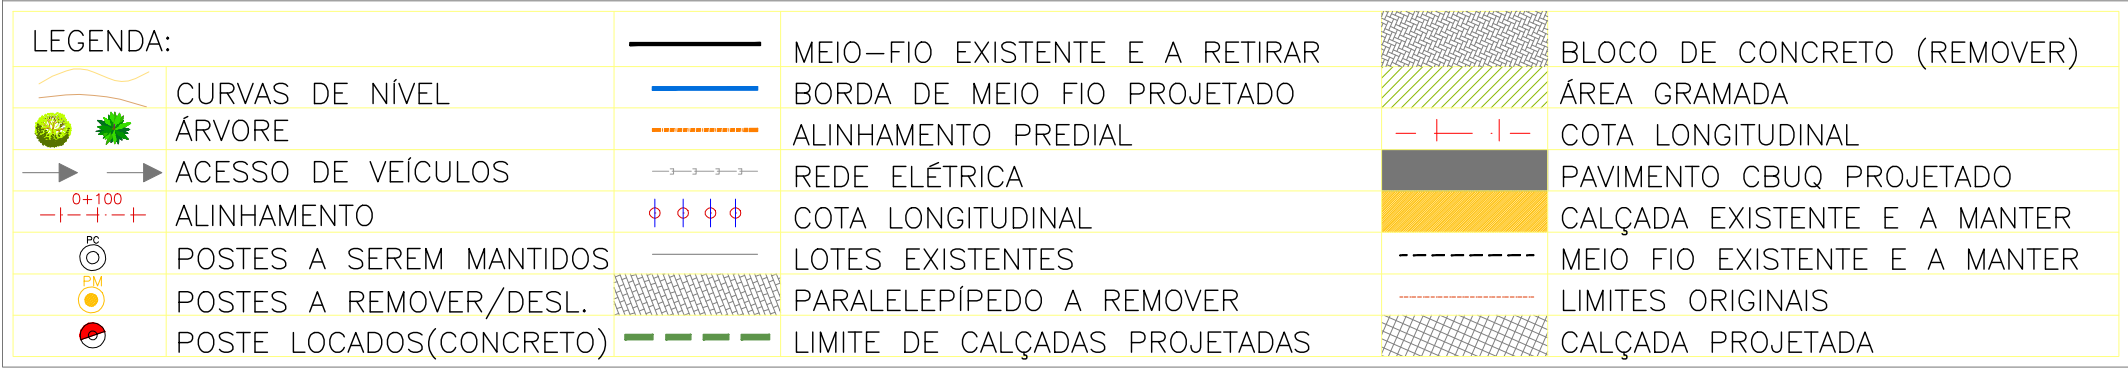 LEGENDA:
CURVAS DE NÍVEL
ÁRVORE
ACESSO DE VEÍCULOS
0+100
ALINHAMENTO
PC
POSTES A SEREM MANTIDOS
PM
POSTES A REMOVER/DESL.
POSTE LOCADOS(CONCRETO)
MEIO-FIO EXISTENTE E A RETIRAR
BORDA DE MEIO FIO PROJETADO
ALINHAMENTO PREDIAL
REDE ELÉTRICA
COTA LONGITUDINAL
LOTES EXISTENTES
PARALELEPÍPEDO A REMOVER
LIMITE DE CALÇADAS PROJETADAS
BLOCO DE CONCRETO (REMOVER)
ÁREA GRAMADA
COTA LONGITUDINAL
PAVIMENTO CBUQ PROJETADO
CALÇADA EXISTENTE E A MANTER
MEIO FIO EXISTENTE E A MANTER
LIMITES ORIGINAIS
CALÇADA PROJETADA